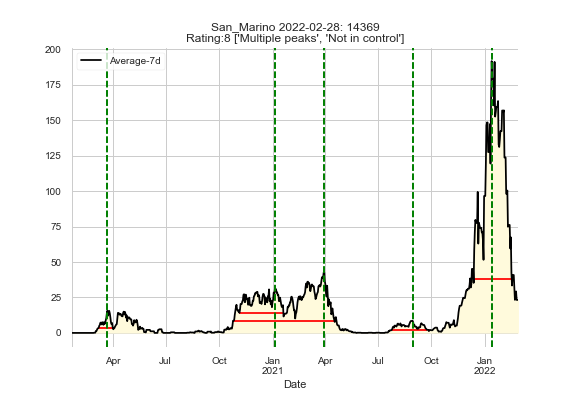 San_Marino 2022-02-28: 14369
Rating:8 ['Multiple peaks', 'Not in control']
Average-7d
200
175
150
125
100
75
50
25
0
Apr Jul Oct Jan Apr Jul Oct Jan
2021 2022
Date